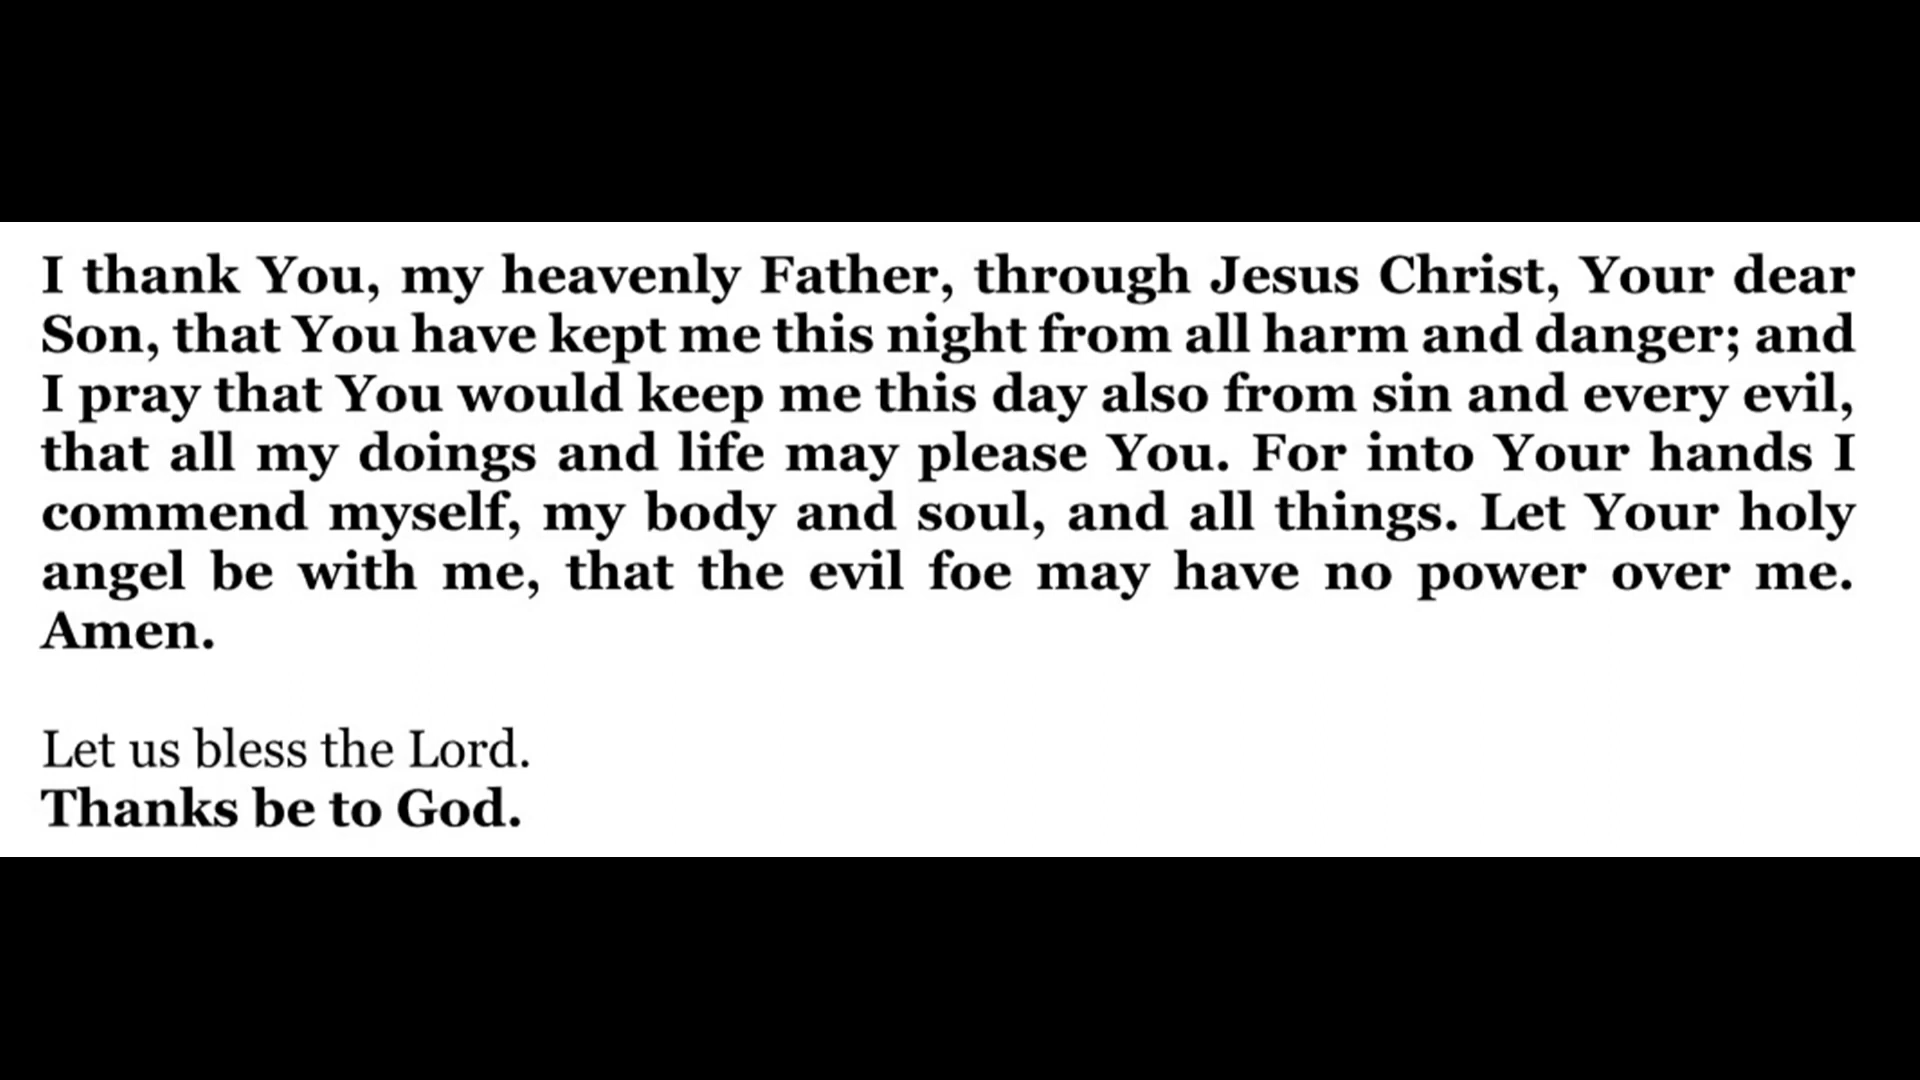 I thank You, my heavenly Father, through Jesus Christ, Your dear
Son, that You have kept me this night from all harm and danger; and
I pray that You would keep me this day also from sin and every evil,
that all my doings and life may please You. For into Your hands I
commend myself, my body and soul, and all things. Let Your holy
angel be with me, that the evil foe may have no power over me.
Amen.
Let us bless the Lord.
Thanks be to God.